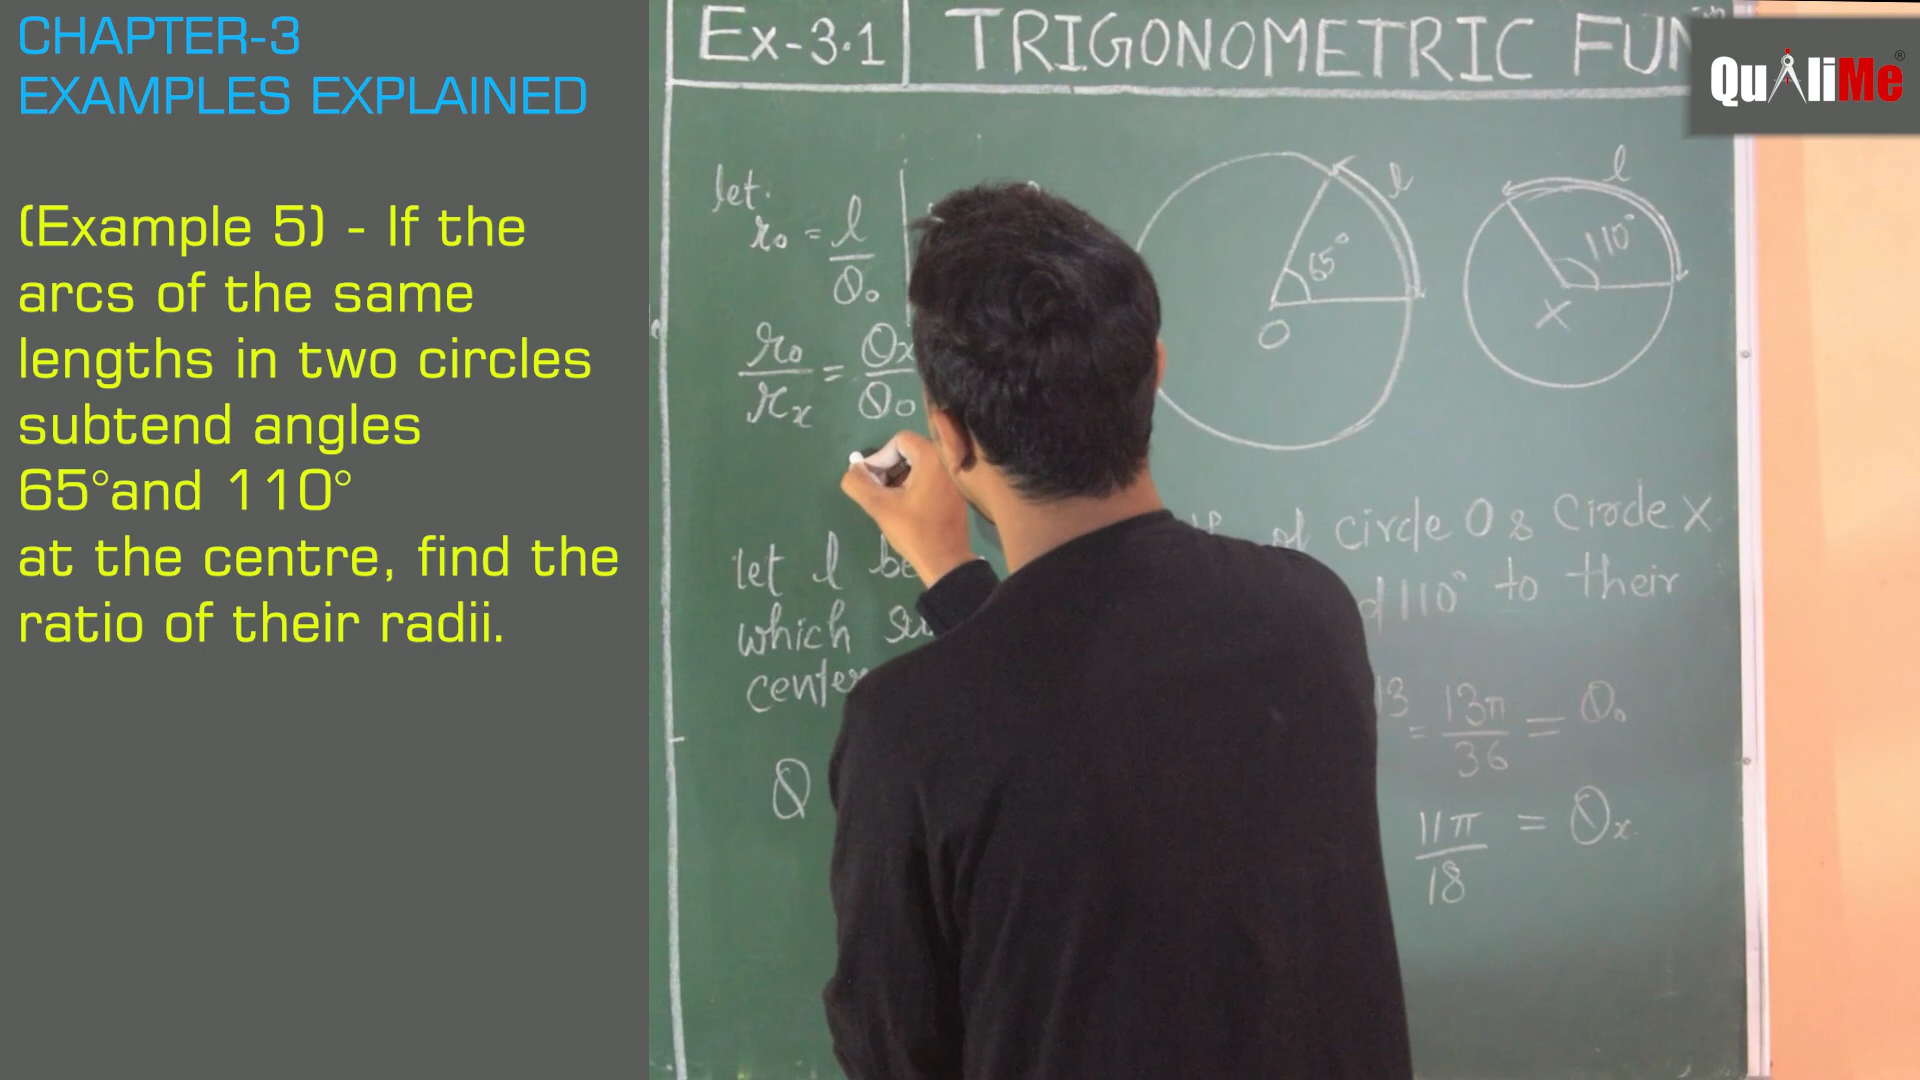 CHAPTER-3
EXAMPLES EXPLAINED
(Example 5) - If the
arcs of the same
lengths in two circles
subtend angles
65°and 110°
at the centre, find the
ratio of their radii.
Ex-3.1
TRIGONOMETRIC FUN
QualiMe®
let.
r₀ = l/θ₀
r₀/rₓ = θₓ/θ₀
l
65°
O
l
110°
X
let l be of circle O & Circle X
which 110° to their
center
13 = 13π/36 = θ₀
θ
11π/18 = θₓ